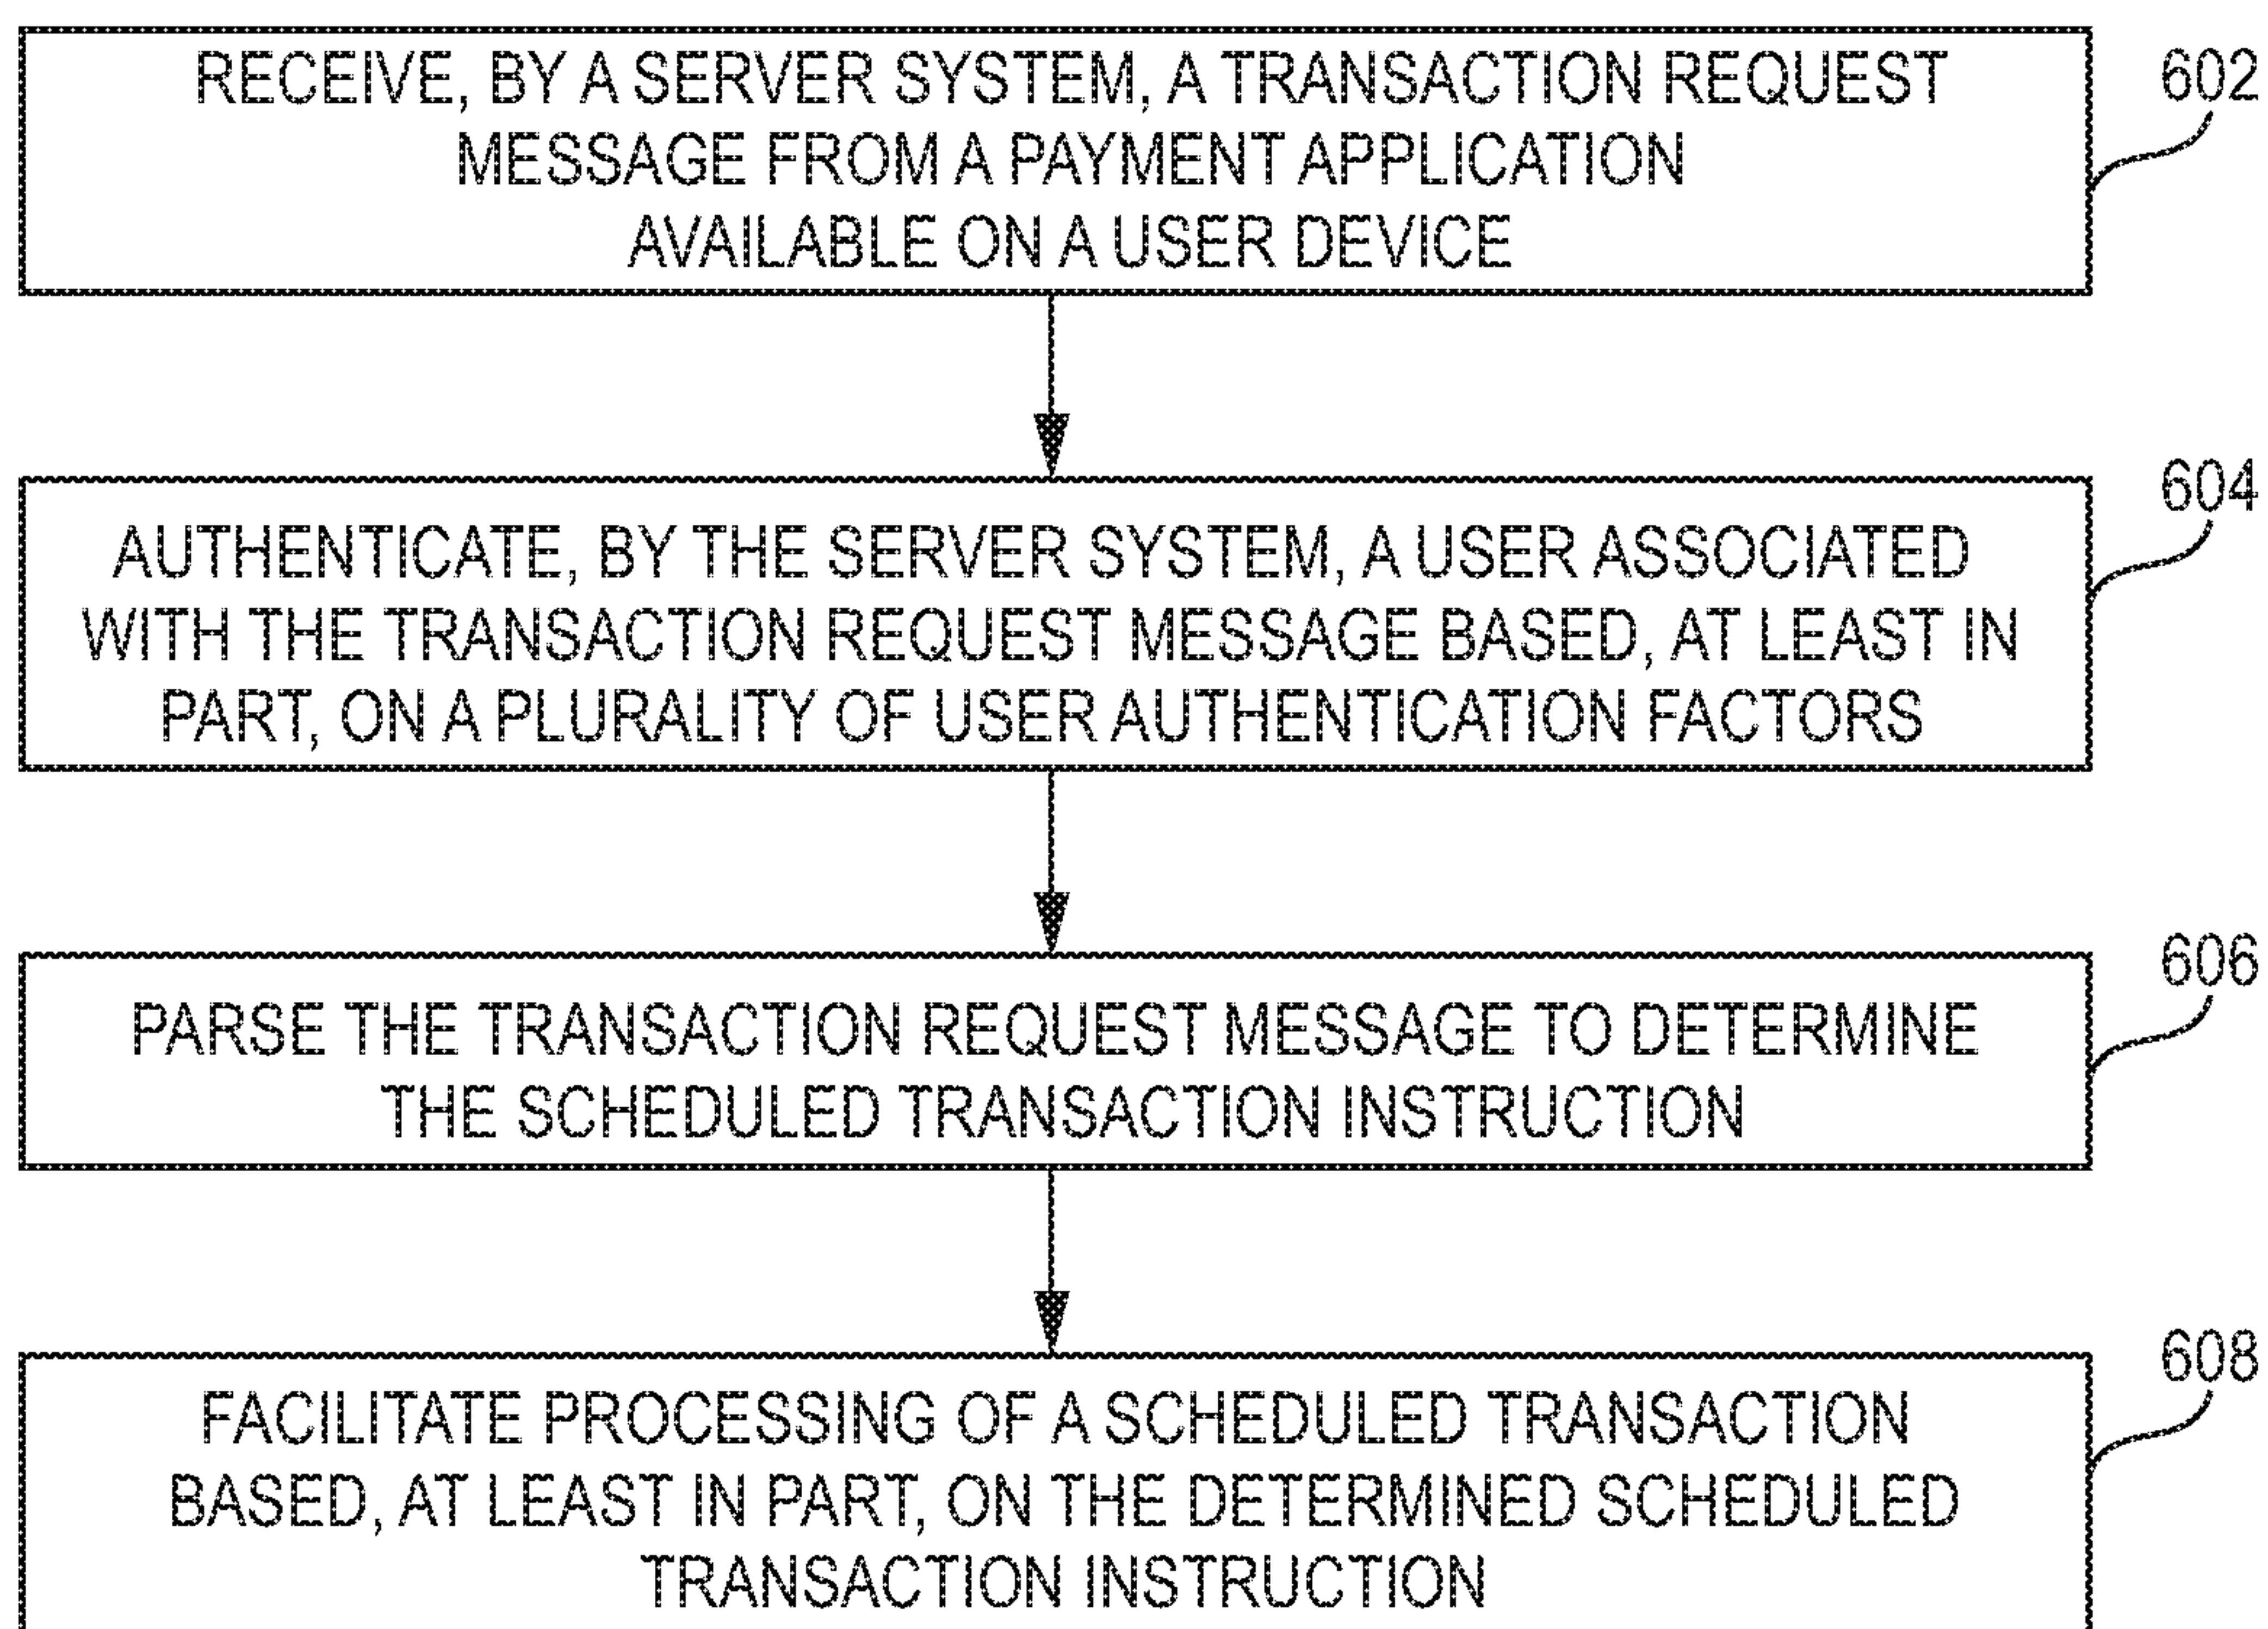 RECEIVE, BY A SERVER SYSTEM, A TRANSACTION REQUEST
MESSAGE FROM A PAYMENT APPLICATION
AVAILABLE ON A USER DEVICE
602
AUTHENTICATE, BY THE SERVER SYSTEM, A USER ASSOCIATED
WITH THE TRANSACTION REQUEST MESSAGE BASED, AT LEAST IN
PART, ON A PLURALITY OF USER AUTHENTICATION FACTORS
604
PARSE THE TRANSACTION REQUEST MESSAGE TO DETERMINE
THE SCHEDULED TRANSACTION INSTRUCTION
606
FACILITATE PROCESSING OF A SCHEDULED TRANSACTION
BASED, AT LEAST IN PART, ON THE DETERMINED SCHEDULED
TRANSACTION INSTRUCTION
608